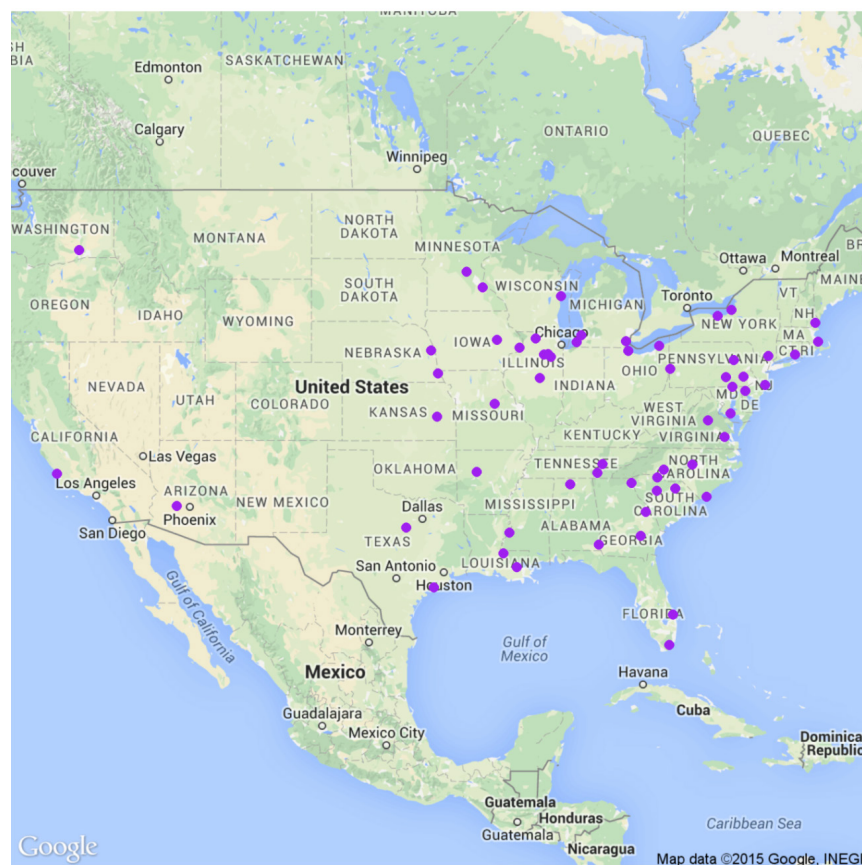 MANITOBA
SH
BIA
Edmonton
SASKATCHEWAN
Calgary
ONTARIO
QUEBEC
Winnipeg
couver
WASHINGTON
MONTANA
NORTH
DAKOTA
MINNESOTA
Ottawa
Montreal
BR
MAINE
OREGON
IDAHO
SOUTH
DAKOTA
WISCONSIN
MICHIGAN
Toronto
VT
NH
WYOMING
NEW YORK
MA
CT
RI
IOWA
Chicago
NEBRASKA
ILLINOIS
OHIO
PENNSYLVANIA
NEVADA
United States
INDIANA
NJ
UTAH
COLORADO
KANSAS
MISSOURI
MD
DE
WEST
VIRGINIA
VIRGINIA
CALIFORNIA
KENTUCKY
Las Vegas
OKLAHOMA
TENNESSEE
NORTH
CAROLINA
Los Angeles
ARIZONA
NEW MEXICO
Phoenix
San Diego
Dallas
MISSISSIPPI
SOUTH
CAROLINA
TEXAS
ALABAMA
GEORGIA
San Antonio
LOUISIANA
Houston
Gulf of California
FLORIDA
Monterrey
Gulf of
Mexico
Mexico
Havana
Guadalajara
Cuba
Mexico City
Dominica
Republic
Guatemala
Honduras
Guatemala
Caribbean Sea
Nicaragua
Google
Map data ©2015 Google, INEGI